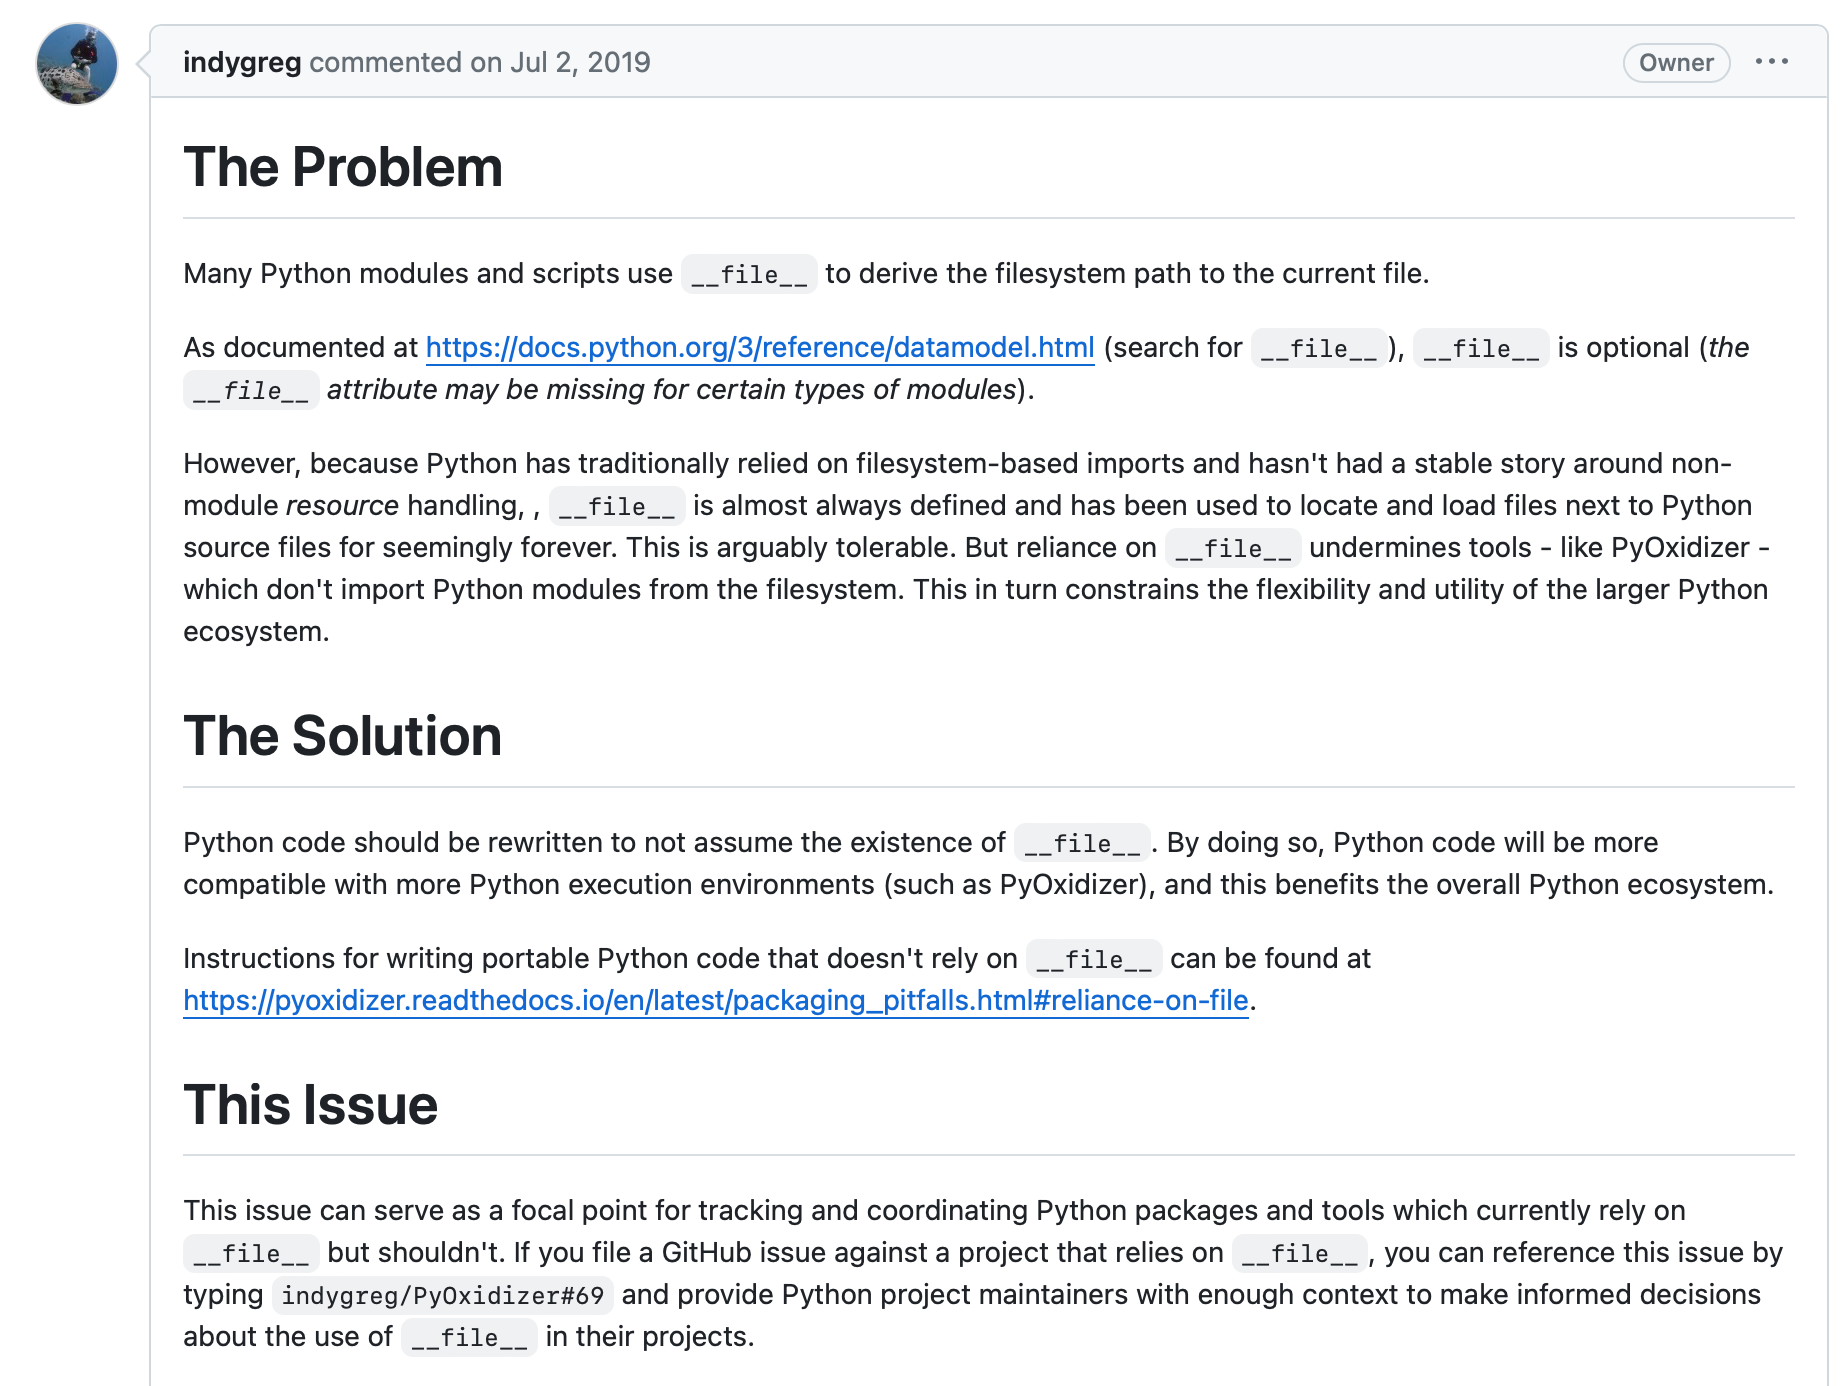 indygreg commented on Jul 2, 2019 Owner ...
The Problem
Many Python modules and scripts use __file__ to derive the filesystem path to the current file.
As documented at https://docs.python.org/3/reference/datamodel.html (search for __file__ ), __file__ is optional (the
__file__ attribute may be missing for certain types of modules).
However, because Python has traditionally relied on filesystem-based imports and hasn't had a stable story around non-
module resource handling, , __file__ is almost always defined and has been used to locate and load files next to Python
source files for seemingly forever. This is arguably tolerable. But reliance on __file__ undermines tools - like PyOxidizer -
which don't import Python modules from the filesystem. This in turn constrains the flexibility and utility of the larger Python
ecosystem.
The Solution
Python code should be rewritten to not assume the existence of __file__ . By doing so, Python code will be more
compatible with more Python execution environments (such as PyOxidizer), and this benefits the overall Python ecosystem.
Instructions for writing portable Python code that doesn't rely on __file__ can be found at
https://pyoxidizer.readthedocs.io/en/latest/packaging_pitfalls.html#reliance-on-file.
This Issue
This issue can serve as a focal point for tracking and coordinating Python packages and tools which currently rely on
__file__ but shouldn't. If you file a GitHub issue against a project that relies on __file__ , you can reference this issue by
typing indygreg/PyOxidizer#69 and provide Python project maintainers with enough context to make informed decisions
about the use of __file__ in their projects.